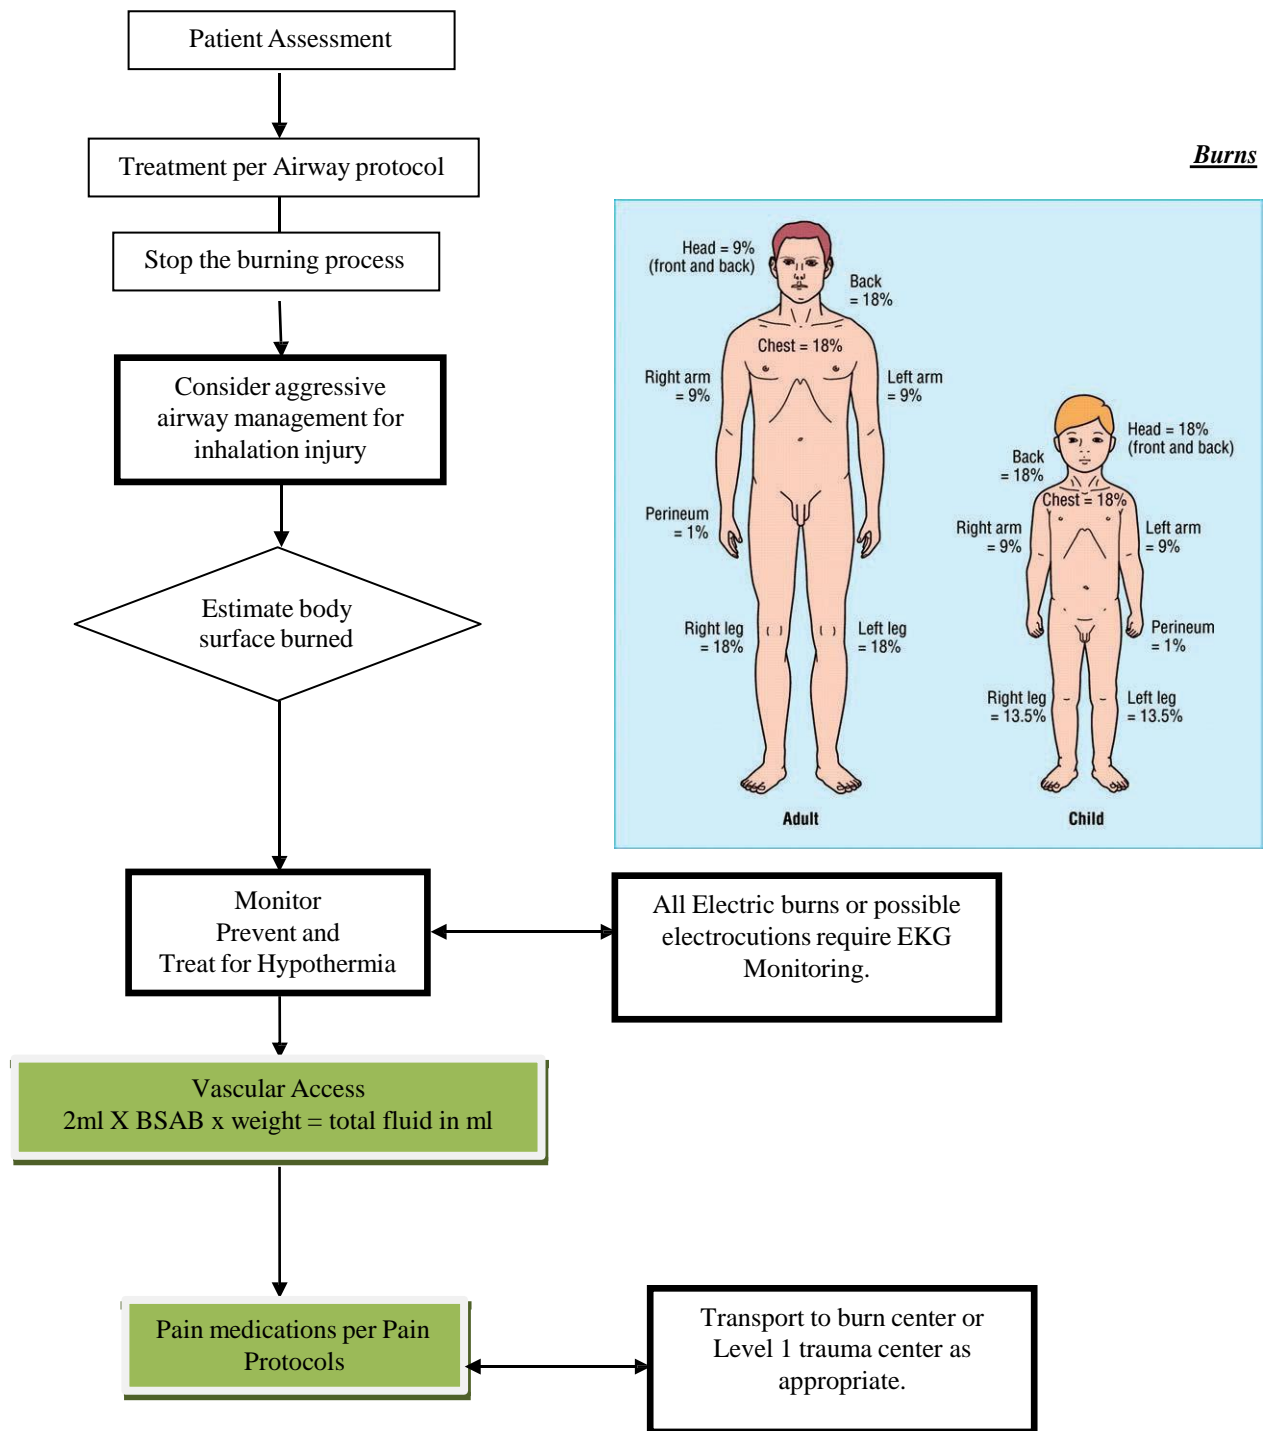 Patient Assessment
Treatment per Airway protocol
Burns
Stop the burning process
Head = 9%
(front and back)
Back
= 18%
Chest = 18%
Right arm
= 9%
Left arm
= 9%
Perineum
= 1%
Right leg
= 18%
Left leg
= 18%
Adult
Head = 18%
(front and back)
Back
= 18%
Chest = 18%
Right arm
= 9%
Left arm
= 9%
Perineum
= 1%
Right leg
= 13.5%
Left leg
= 13.5%
Child
Consider aggressive
airway management for
inhalation injury
Estimate body
surface burned
Monitor
Prevent and
Treat for Hypothermia
All Electric burns or possible
electrocutions require EKG
Monitoring.
Vascular Access
2ml X BSAB x weight = total fluid in ml
Pain medications per Pain
Protocols
Transport to burn center or
Level 1 trauma center as
appropriate.